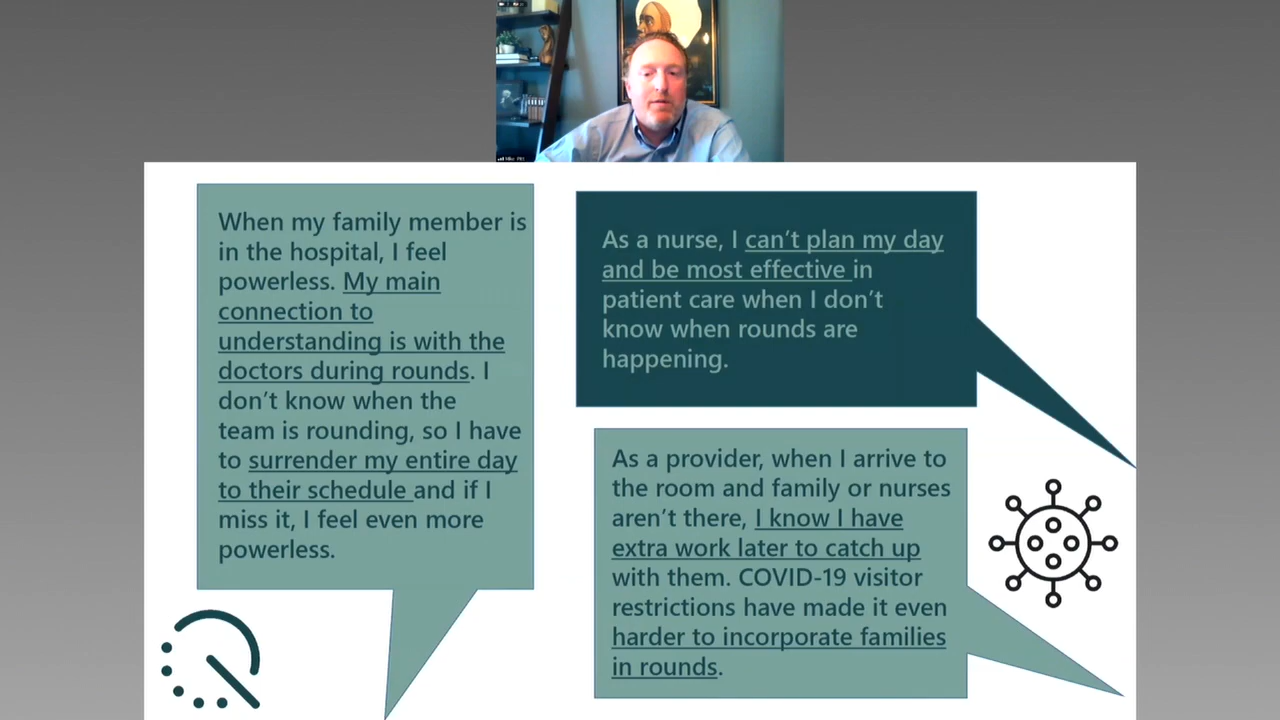 Mike Pitt
When my family member is
in the hospital, I feel
powerless. My main
connection to
understanding is with the
doctors during rounds. I
don’t know when the
team is rounding, so I have
to surrender my entire day
to their schedule and if I
miss it, I feel even more
powerless.
As a nurse, I can’t plan my day
and be most effective in
patient care when I don’t
know when rounds are
happening.
As a provider, when I arrive to
the room and family or nurses
aren’t there, I know I have
extra work later to catch up
with them. COVID-19 visitor
restrictions have made it even
harder to incorporate families
in rounds.